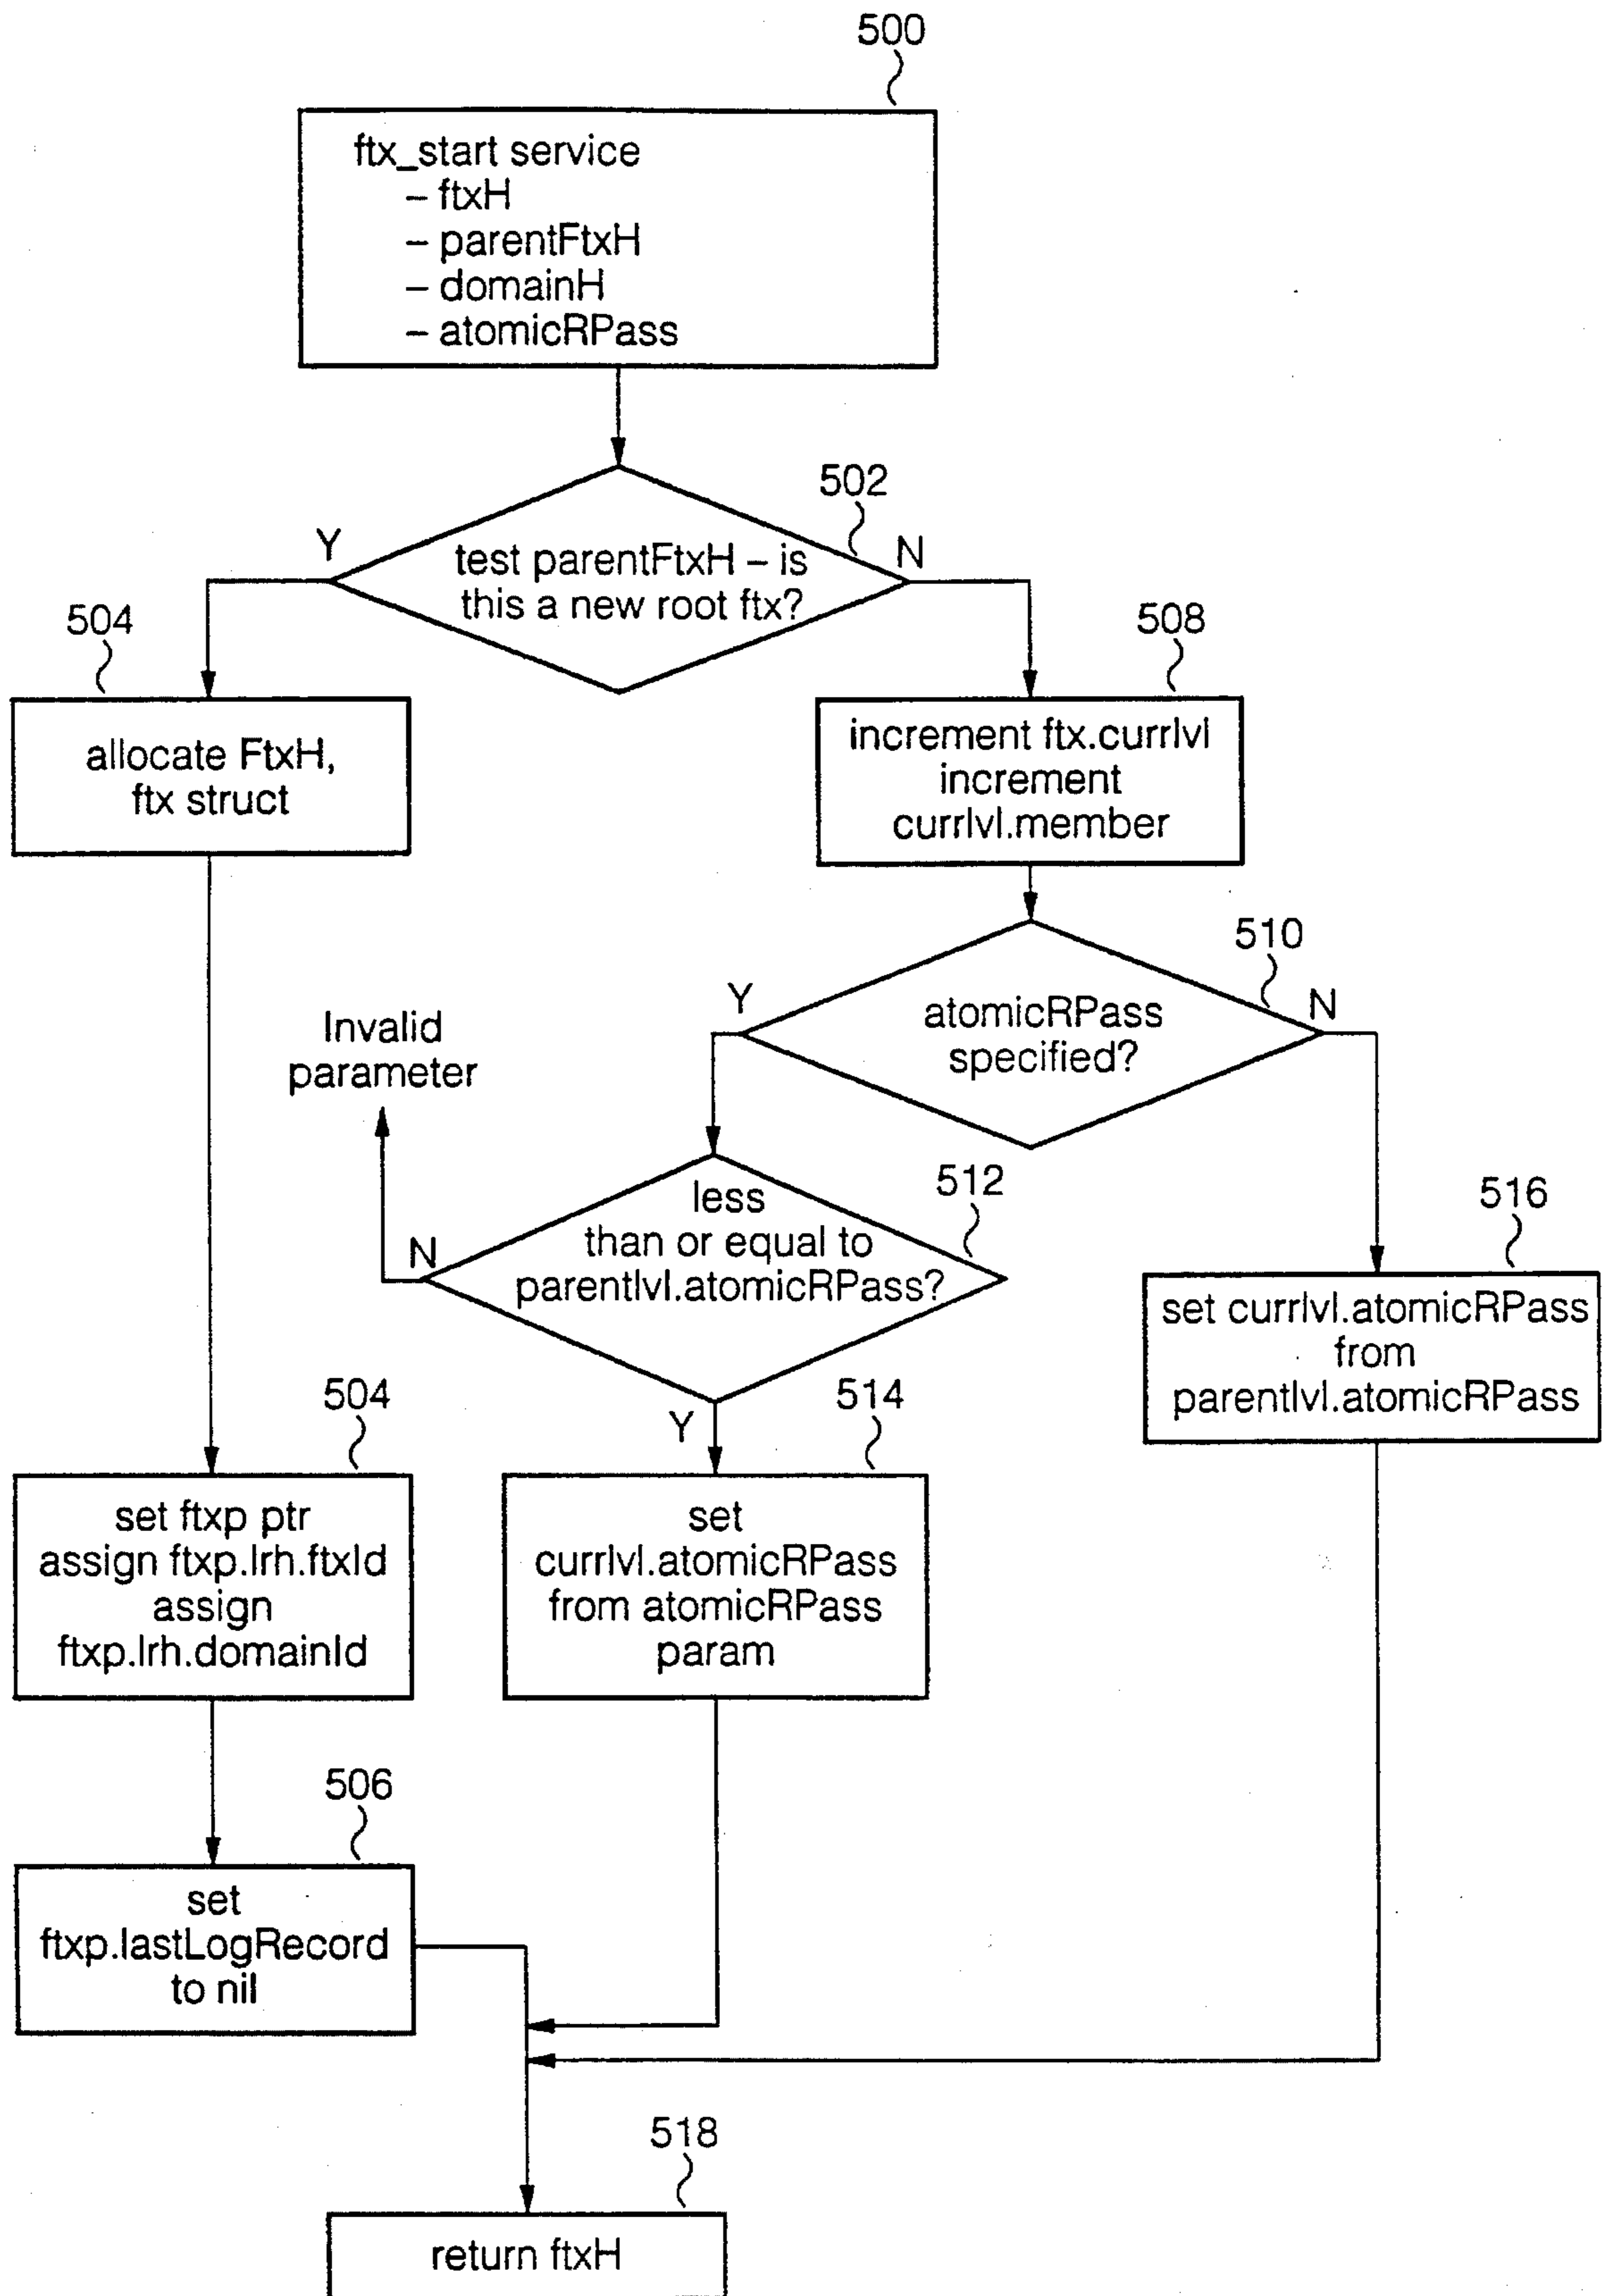 500
ftx_start service
– ftxH
– parentFtxH
– domainH
– atomicRPass
502
Y
N
test parentFtxH – is
this a new root ftx?
504
allocate FtxH,
ftx struct
508
increment ftx.currlvl
increment
currlvl.member
510
Y
N
atomicRPass
specified?
Invalid
parameter
512
N
less
than or equal to
parentlvl.atomicRPass?
Y
516
set currlvl.atomicRPass
from
parentlvl.atomicRPass
504
set ftxp ptr
assign ftxp.lrh.ftxId
assign
ftxp.lrh.domainId
514
set
currlvl.atomicRPass
from atomicRPass
param
506
set
ftxp.lastLogRecord
to nil
518
return ftxH